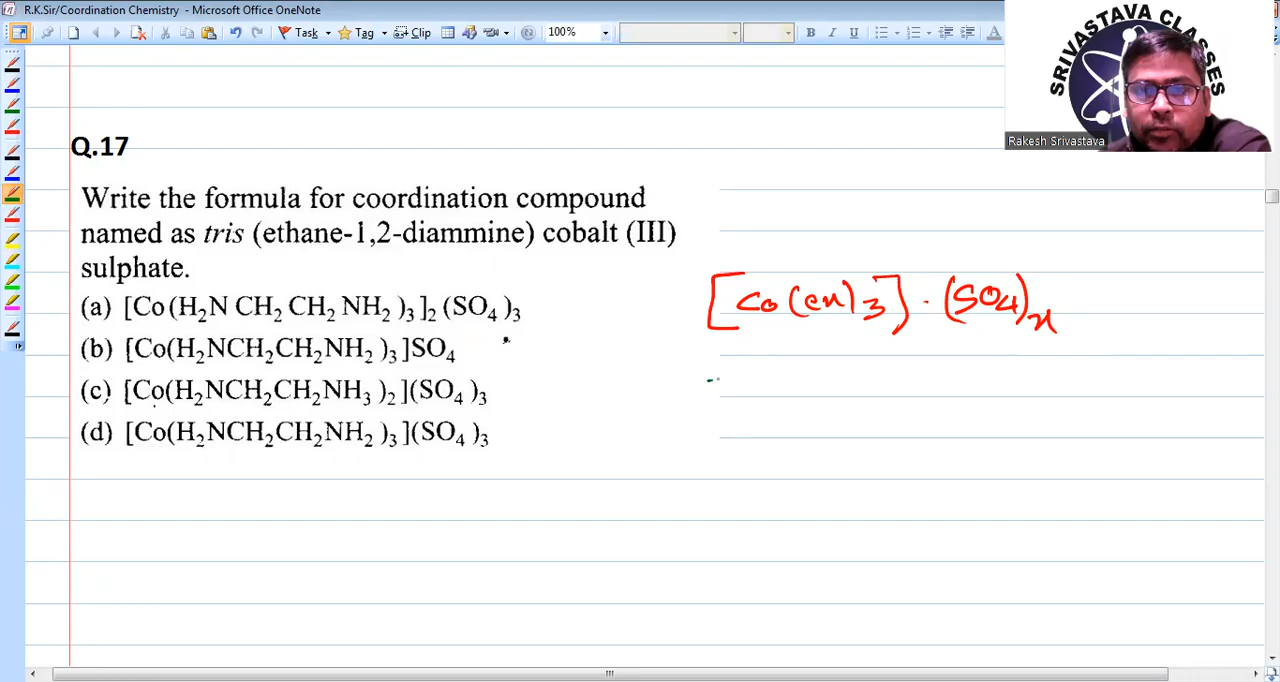 R.K.Sir/Coordination Chemistry - Microsoft Office OneNote
Task Tag Clip 100% B I U A
SRIVASTAVA CLASSES
Rakesh Srivastava
Q.17
Write the formula for coordination compound
named as tris (ethane-1,2-diammine) cobalt (III)
sulphate.
(a) [Co(H₂N CH₂ CH₂ NH₂ )₃ ]₂ (SO₄ )₃
(b) [Co(H₂NCH₂CH₂NH₂ )₃ ]SO₄
(c) [Co(H₂NCH₂CH₂NH₃ )₂ ](SO₄ )₃
(d) [Co(H₂NCH₂CH₂NH₂ )₃ ](SO₄ )₃
[Co(en)₃] · (SO₄)ₓ